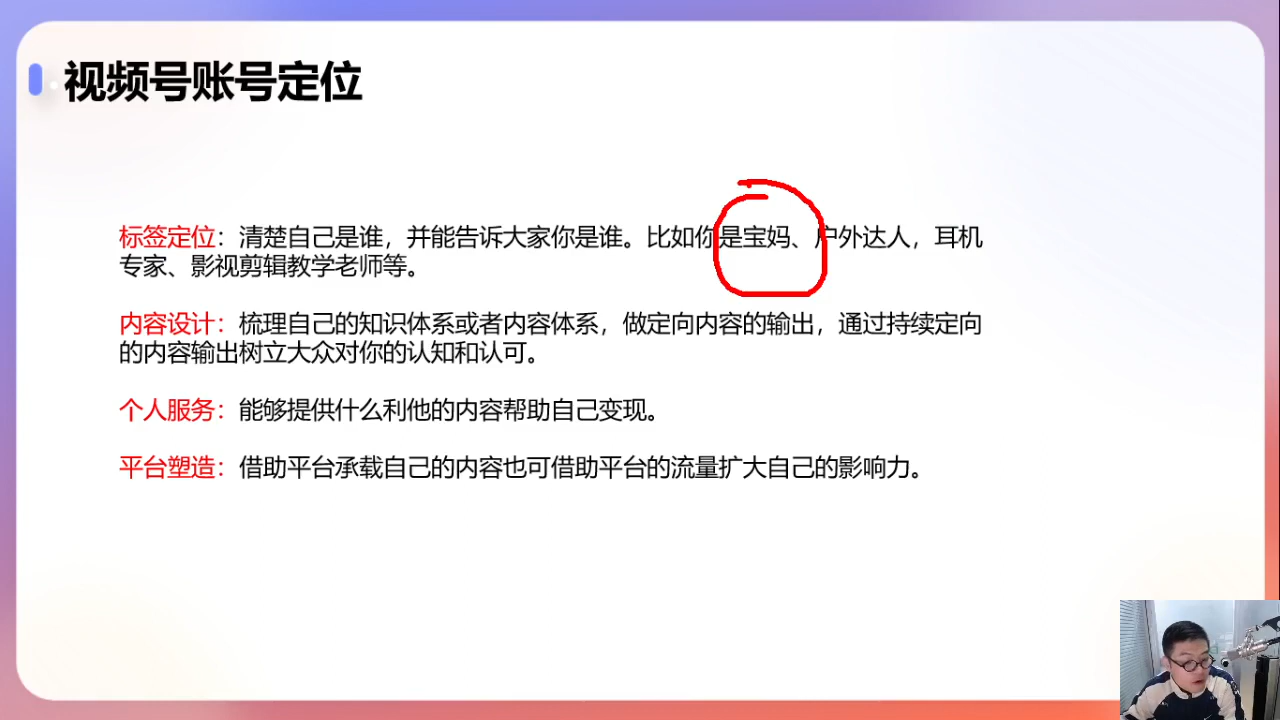 视频号账号定位
标签定位：清楚自己是谁，并能告诉大家你是谁。比如你是宝妈、户外达人，耳机
专家、影视剪辑教学老师等。
内容设计：梳理自己的知识体系或者内容体系，做定向内容的输出，通过持续定向
的内容输出树立大众对你的认知和认可。
个人服务：能够提供什么利他的内容帮助自己变现。
平台塑造：借助平台承载自己的内容也可借助平台的流量扩大自己的影响力。